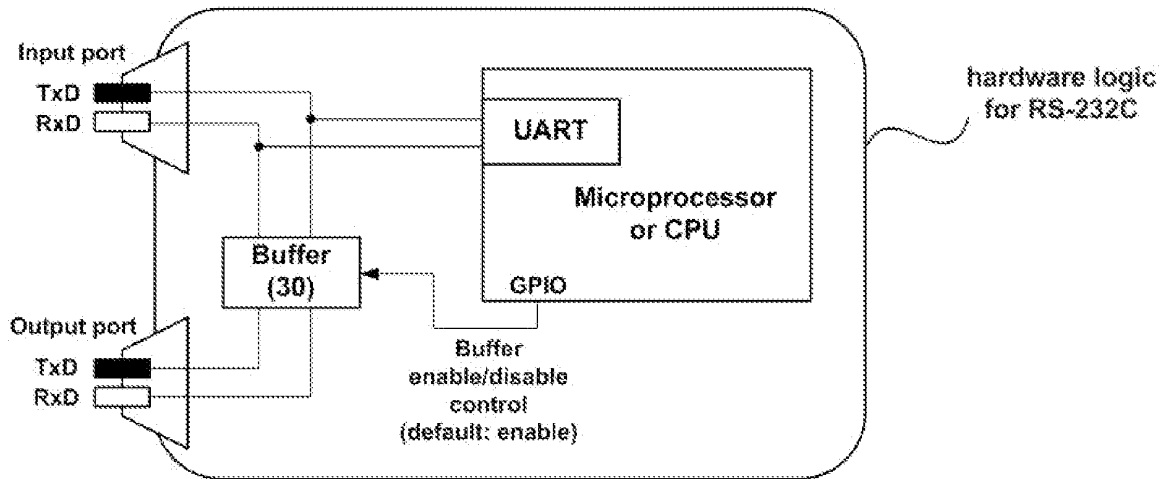 Input port
TxD
RxD
UART
Microprocessor
or CPU
GPIO
hardware logic
for RS-232C
Buffer
(30)
Output port
TxD
RxD
Buffer
enable/disable
control
(default: enable)